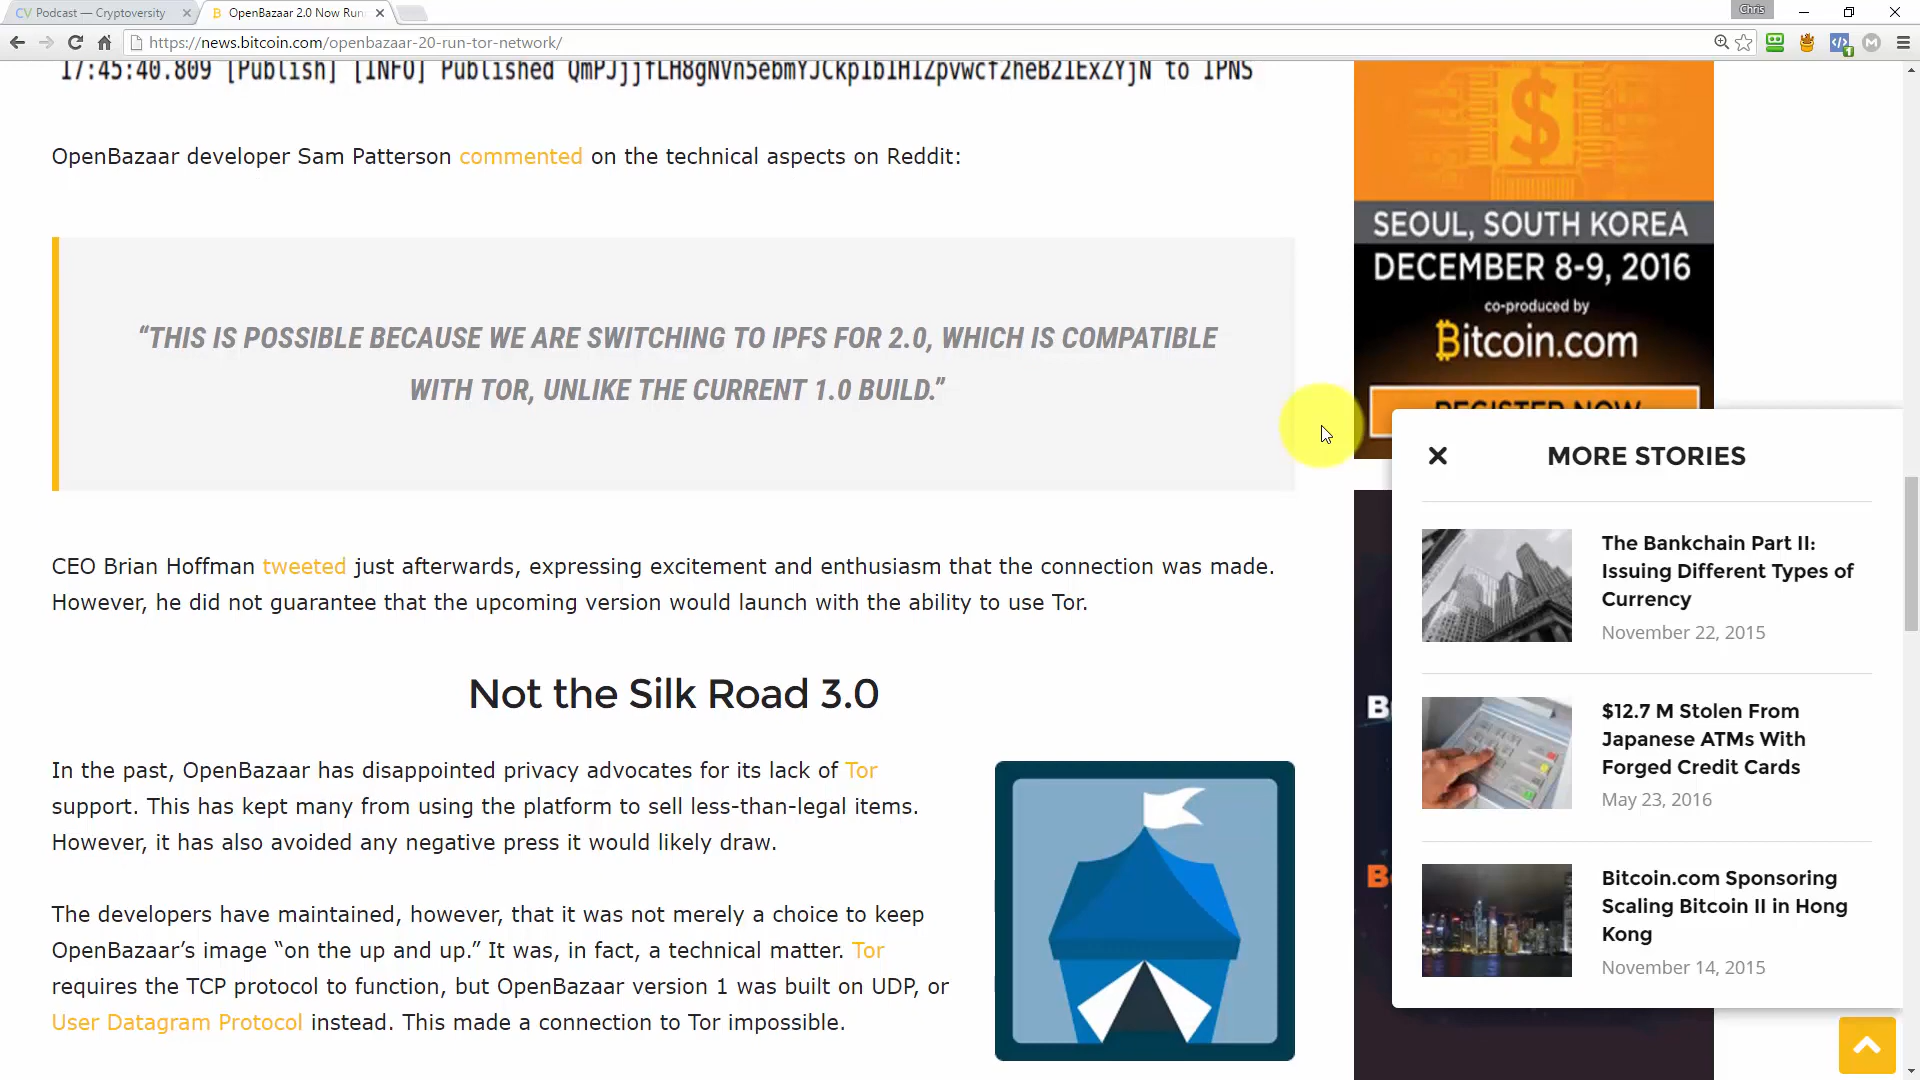 CV Podcast — Cryptoversity
OpenBazaar 2.0 Now Run
Chris
https://news.bitcoin.com/openbazaar-20-run-tor-network/
OpenBazaar developer Sam Patterson commented on the technical aspects on Reddit:
“THIS IS POSSIBLE BECAUSE WE ARE SWITCHING TO IPFS FOR 2.0, WHICH IS COMPATIBLE
WITH TOR, UNLIKE THE CURRENT 1.0 BUILD.”
CEO Brian Hoffman tweeted just afterwards, expressing excitement and enthusiasm that the connection was made.
However, he did not guarantee that the upcoming version would launch with the ability to use Tor.
Not the Silk Road 3.0
In the past, OpenBazaar has disappointed privacy advocates for its lack of Tor
support. This has kept many from using the platform to sell less-than-legal items.
However, it has also avoided any negative press it would likely draw.
The developers have maintained, however, that it was not merely a choice to keep
OpenBazaar’s image “on the up and up.” It was, in fact, a technical matter. Tor
requires the TCP protocol to function, but OpenBazaar version 1 was built on UDP, or
User Datagram Protocol instead. This made a connection to Tor impossible.
SEOUL, SOUTH KOREA
DECEMBER 8-9, 2016
co-produced by
Bitcoin.com
REGISTER NOW
MORE STORIES
The Bankchain Part II:
Issuing Different Types of
Currency
November 22, 2015
$12.7 M Stolen From
Japanese ATMs With
Forged Credit Cards
May 23, 2016
Bitcoin.com Sponsoring
Scaling Bitcoin II in Hong
Kong
November 14, 2015